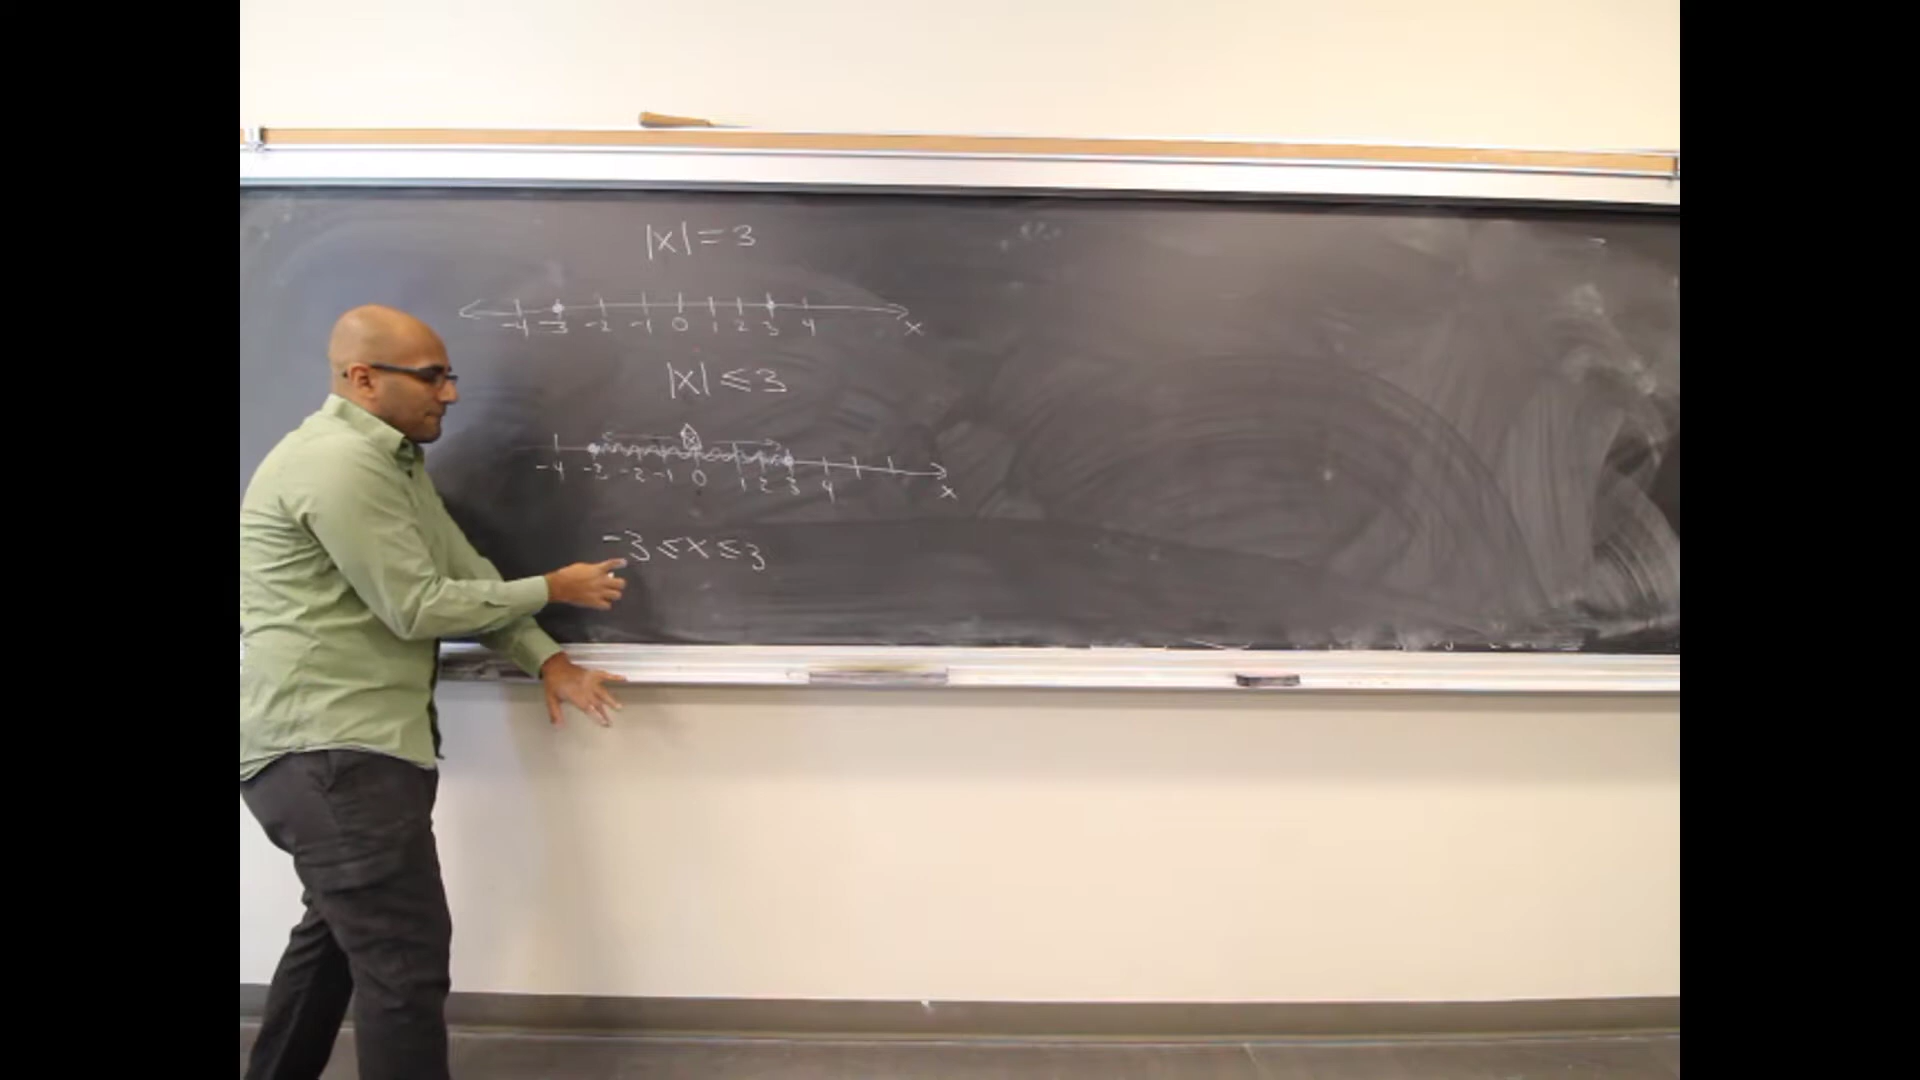 |x| = 3
-4 -3 -2 -1 0 1 2 3 4 x
|x| ≤ 3
-4 -3 -2 -1 0 1 2 3 4 x
-3 ≤ x ≤ 3